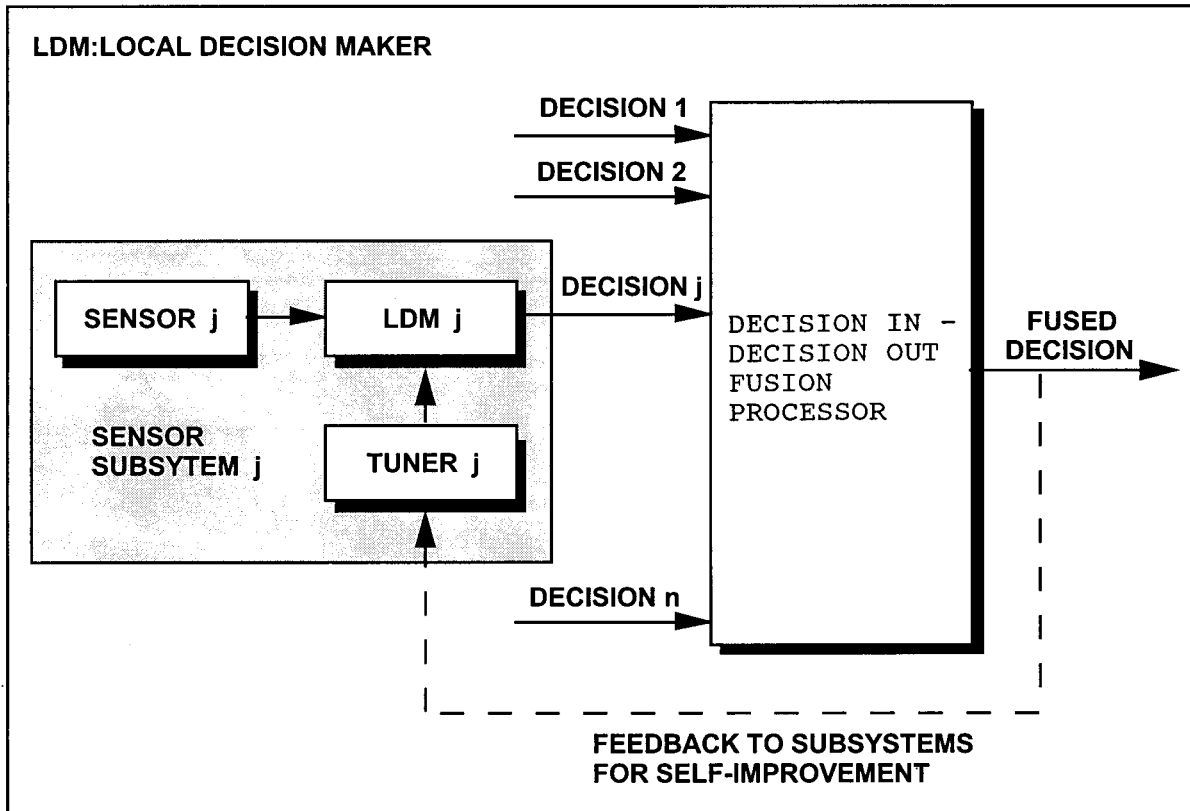 LDM:LOCAL DECISION MAKER
DECISION 1
DECISION 2
DECISION j
SENSOR j
LDM j
SENSOR
SUBSYTEM j
TUNER j
DECISION IN -
DECISION OUT
FUSION
PROCESSOR
FUSED
DECISION
DECISION n
FEEDBACK TO SUBSYSTEMS
FOR SELF-IMPROVEMENT